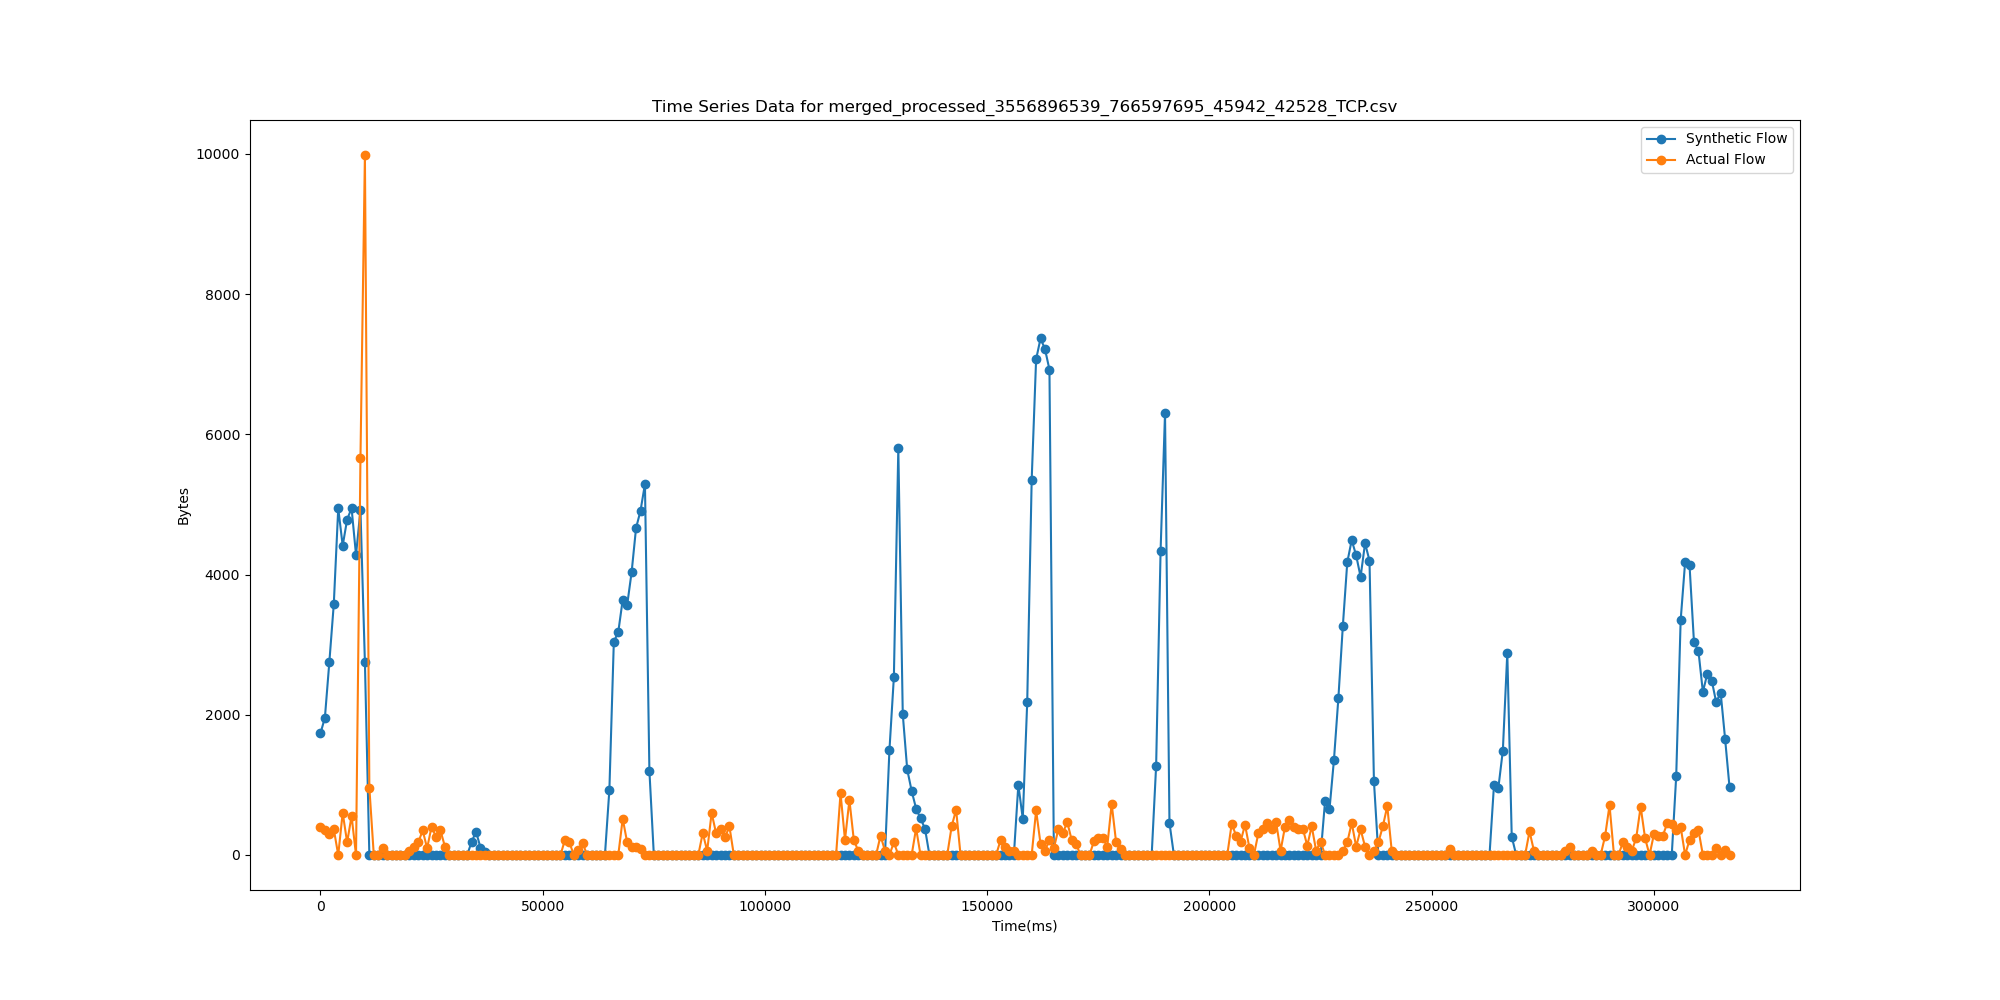 Time Series Data for merged_processed_3556896539_766597695_45942_42528_TCP.csv
Synthetic Flow
Actual Flow
10000
8000
6000
4000
2000
0
Bytes
0 50000 100000 150000 200000 250000 300000
Time(ms)